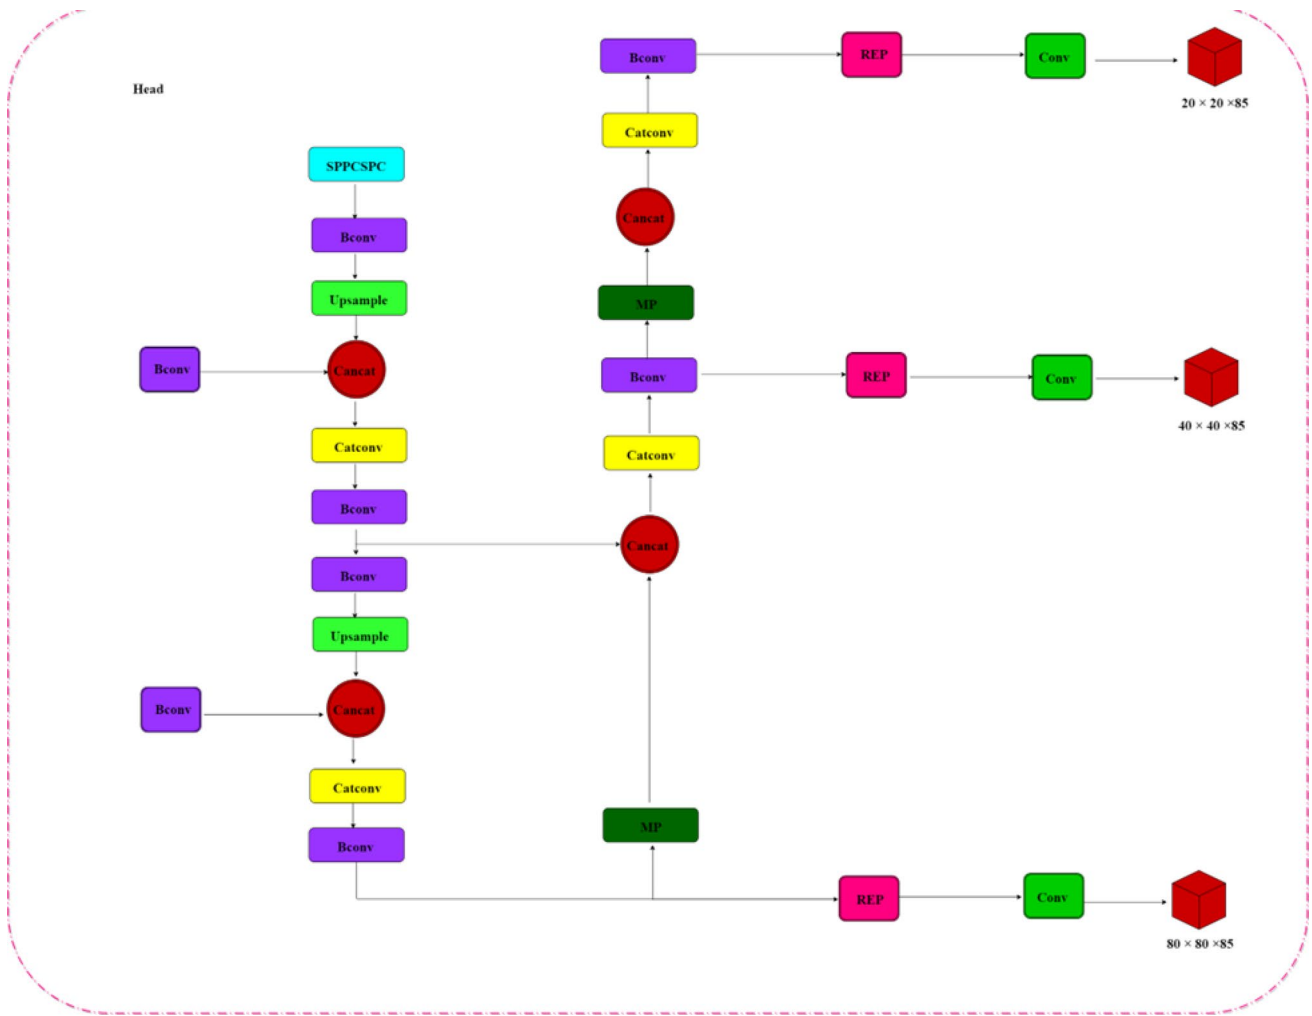 Head
SPPCSPC
Bconv
Upsample
Bconv
Cancat
Catconv
Bconv
Bconv
Upsample
Bconv
Cancat
Catconv
Bconv
Bconv
REP
Conv
20 × 20 ×85
Catconv
Cancat
MP
Bconv
REP
Conv
40 × 40 ×85
Catconv
Cancat
MP
REP
Conv
80 × 80 ×85